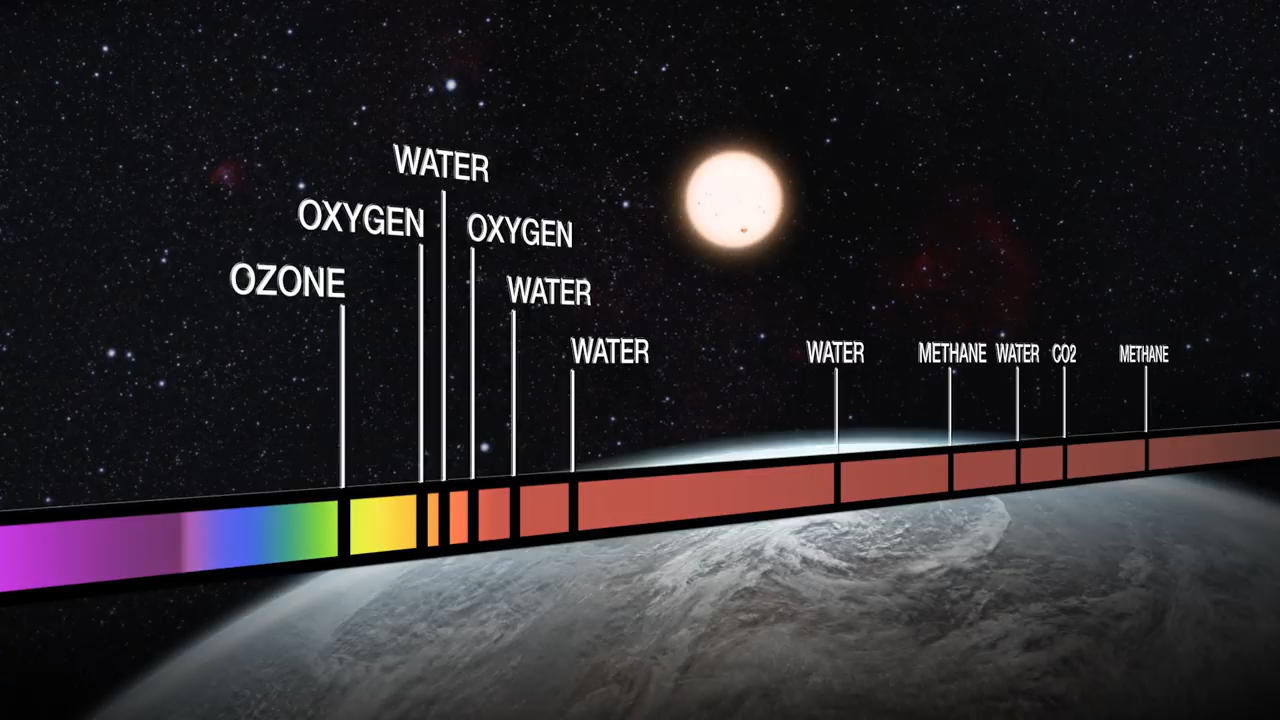 WATER
OXYGEN
OXYGEN
OZONE
WATER
WATER
WATER
METHANE
WATER
CO2
METHANE